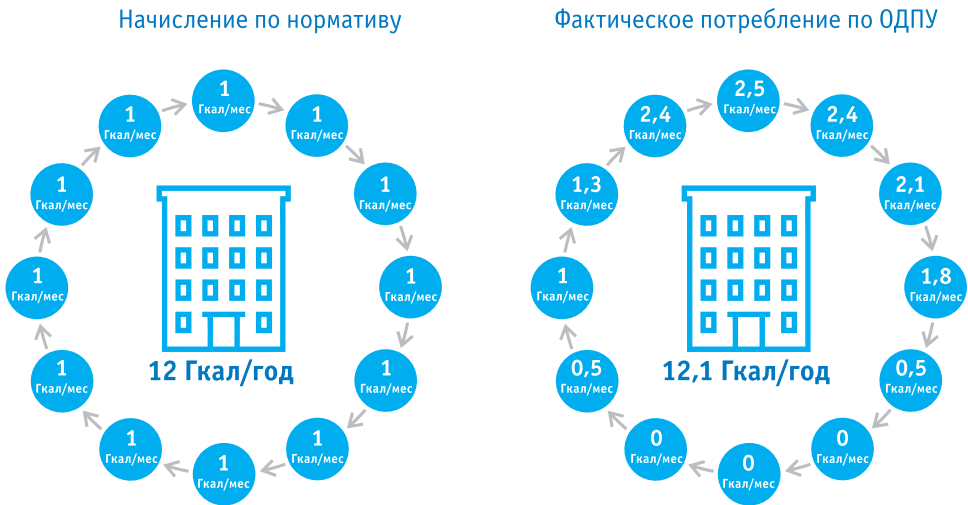 Начисление по нормативу
1
Гкал/мес
1
Гкал/мес
1
Гкал/мес
1
Гкал/мес
1
Гкал/мес
1
Гкал/мес
1
Гкал/мес
1
Гкал/мес
1
Гкал/мес
1
Гкал/мес
1
Гкал/мес
1
Гкал/мес
12 Гкал/год
Фактическое потребление по ОДПУ
2,5
Гкал/мес
2,4
Гкал/мес
2,1
Гкал/мес
1,8
Гкал/мес
0,5
Гкал/мес
0
Гкал/мес
0
Гкал/мес
0
Гкал/мес
0,5
Гкал/мес
1
Гкал/мес
1,3
Гкал/мес
2,4
Гкал/мес
12,1 Гкал/год